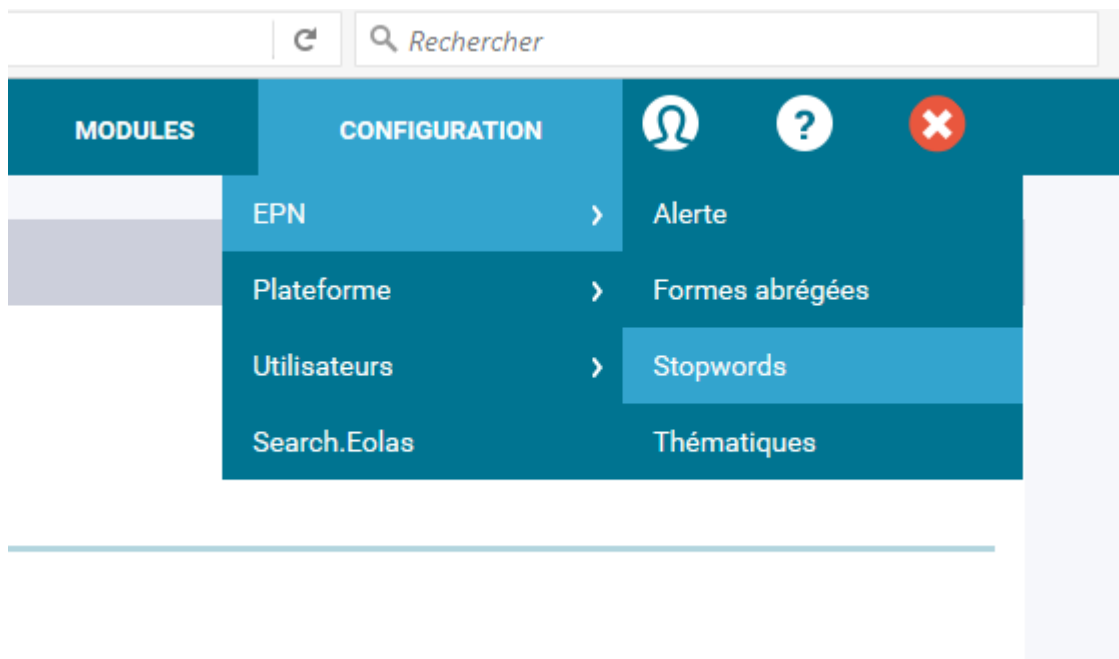 Rechercher
MODULES CONFIGURATION ?
EPN Alerte
Plateforme Formes abrégées
Utilisateurs Stopwords
Search.Eolas Thématiques